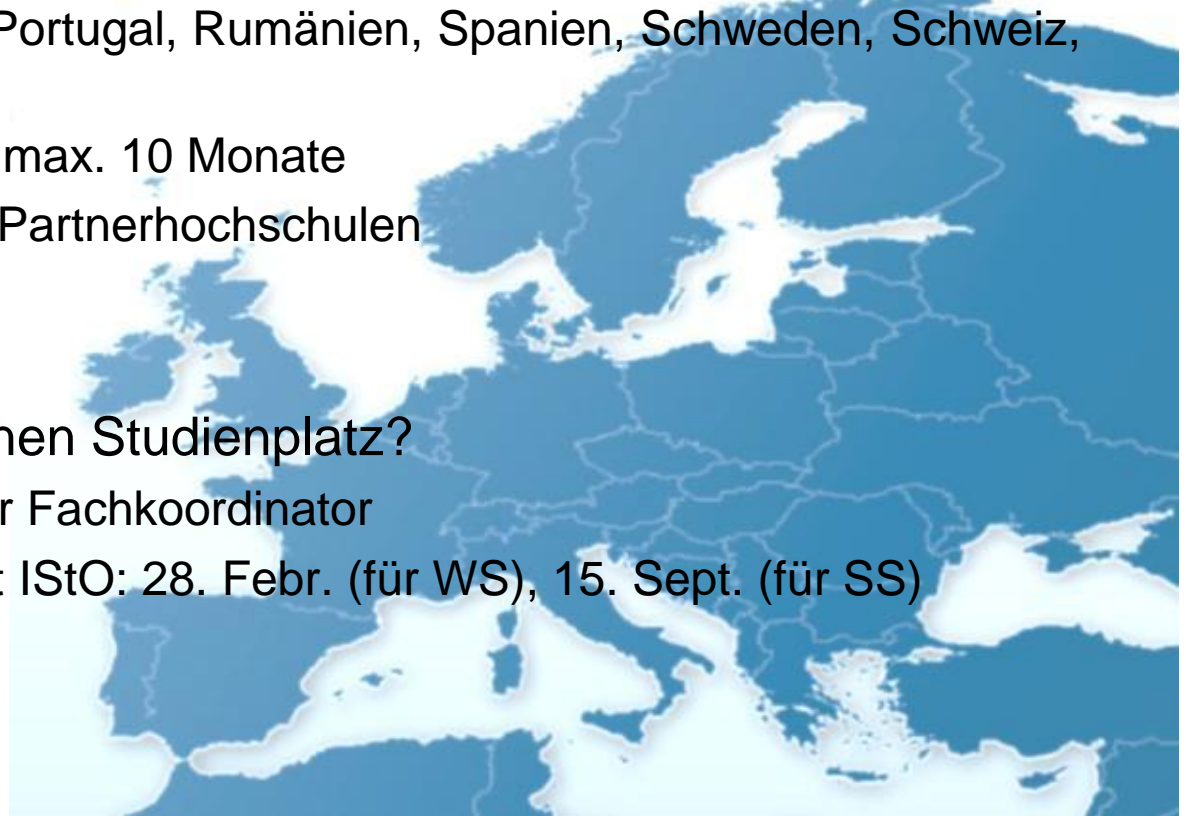 Portugal, Rumänien, Spanien, Schweden, Schweiz,
max. 10 Monate
Partnerhochschulen
nen Studienplatz?
r Fachkoordinator
: IStO: 28. Febr. (für WS), 15. Sept. (für SS)